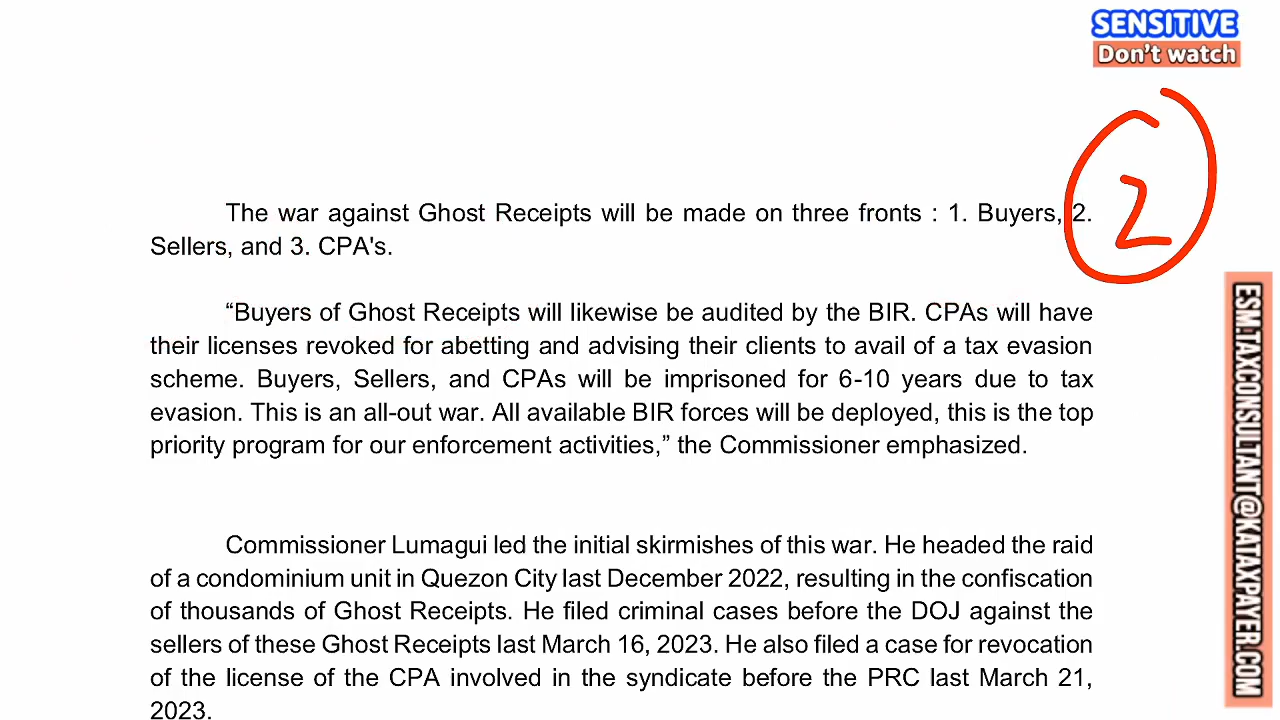 SENSITIVE
Don't watch
2
The war against Ghost Receipts will be made on three fronts : 1. Buyers, 2.
Sellers, and 3. CPA's.
“Buyers of Ghost Receipts will likewise be audited by the BIR. CPAs will have
their licenses revoked for abetting and advising their clients to avail of a tax evasion
scheme. Buyers, Sellers, and CPAs will be imprisoned for 6-10 years due to tax
evasion. This is an all-out war. All available BIR forces will be deployed, this is the top
priority program for our enforcement activities,” the Commissioner emphasized.
Commissioner Lumagui led the initial skirmishes of this war. He headed the raid
of a condominium unit in Quezon City last December 2022, resulting in the confiscation
of thousands of Ghost Receipts. He filed criminal cases before the DOJ against the
sellers of these Ghost Receipts last March 16, 2023. He also filed a case for revocation
of the license of the CPA involved in the syndicate before the PRC last March 21,
2023.
ESM.TAXCONSULTANT@KATAXPAYER.COM